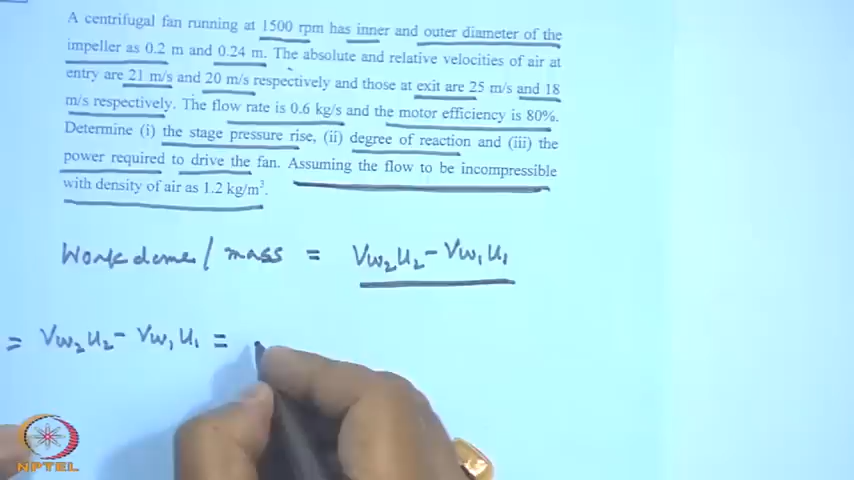 A centrifugal fan running at 1500 rpm has inner and outer diameter of the
impeller as 0.2 m and 0.24 m. The absolute and relative velocities of air at
entry are 21 m/s and 20 m/s respectively and those at exit are 25 m/s and 18
m/s respectively. The flow rate is 0.6 kg/s and the motor efficiency is 80%.
Determine (i) the stage pressure rise, (ii) degree of reaction and (iii) the
power required to drive the fan. Assuming the flow to be incompressible
with density of air as 1.2 kg/m³.
Work done / mass = Vw₂u₂ - Vw₁u₁
= Vw₂u₂ - Vw₁u₁ =
NPTEL